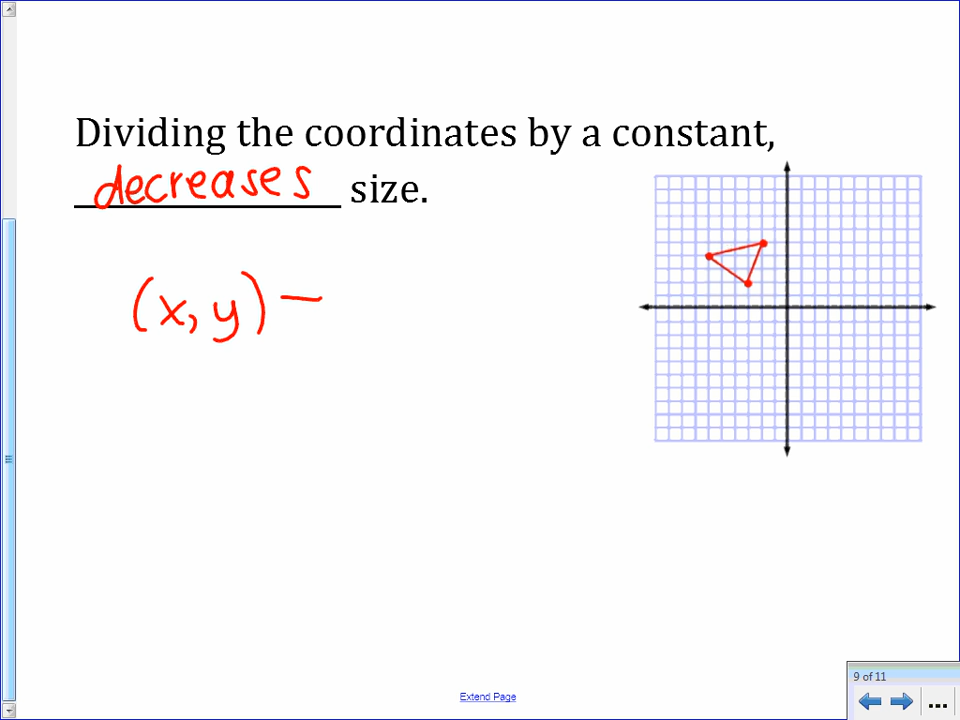 Dividing the coordinates by a constant,
decreases size.
(x, y) —
9 of 11
Extend Page